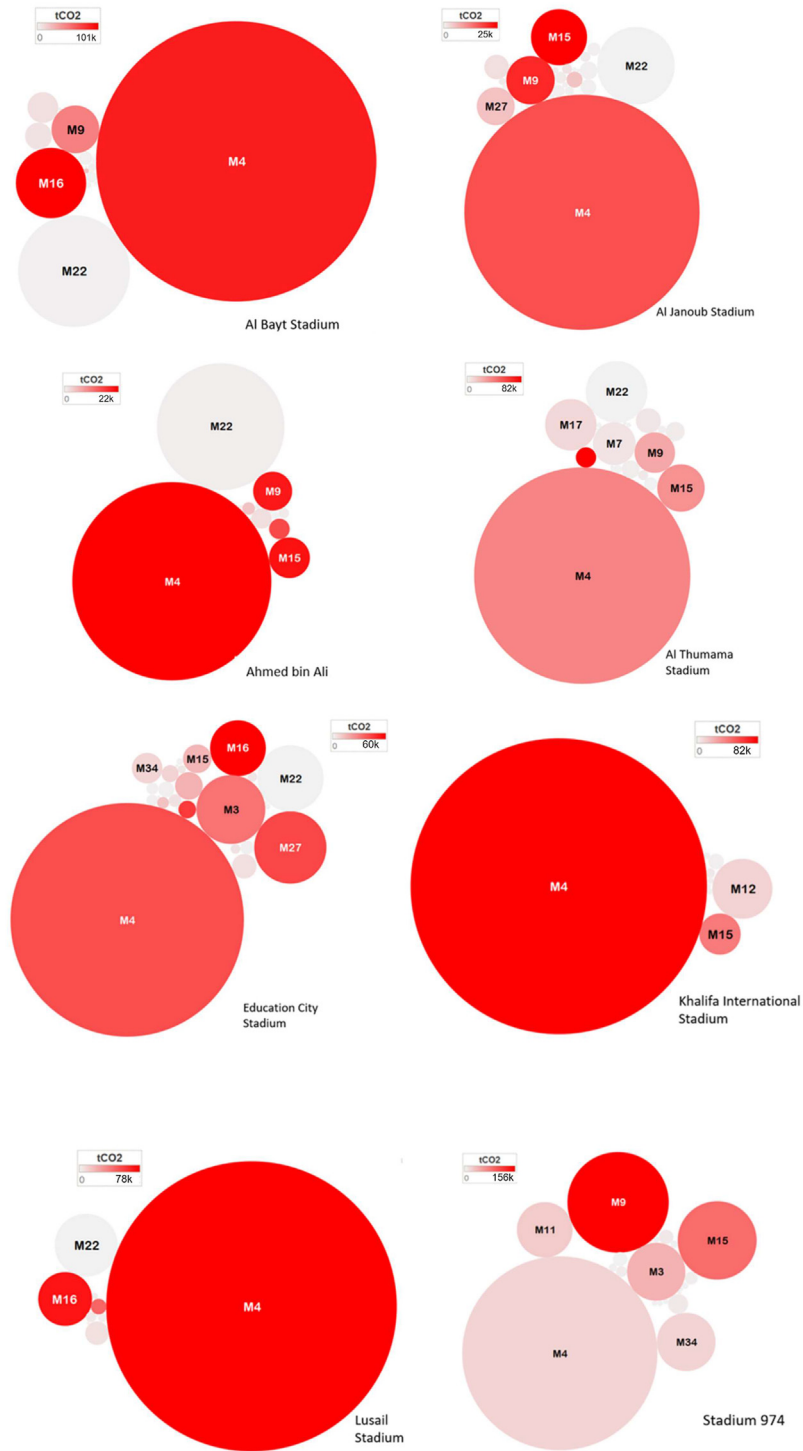 tCO2
0 101k
M9
M4
M16
M22
Al Bayt Stadium
tCO2
0 25k
M15
M22
M9
M27
M4
Al Janoub Stadium
tCO2
0 22k
M22
M9
M15
M4
Ahmed bin Ali
tCO2
0 82k
M22
M17
M7
M9
M15
M4
Al Thumama
Stadium
tCO2
0 60k
M16
M15
M34
M22
M3
M27
M4
Education City
Stadium
tCO2
0 82k
M4
M12
M15
Khalifa International
Stadium
tCO2
0 78k
M22
M16
M4
Lusail
Stadium
tCO2
0 156k
M9
M11
M15
M3
M34
M4
Stadium 974